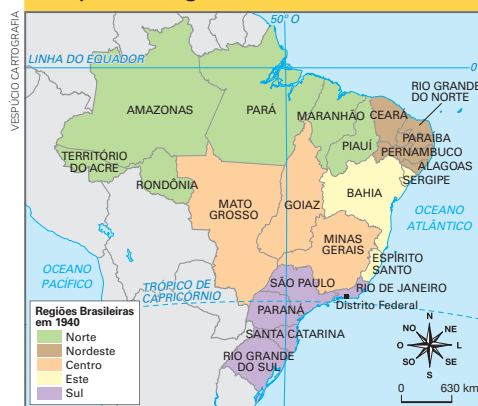 VESPÚCIO CARTOGRAFIA
50° O
LINHA DO EQUADOR
0
RIO GRANDE
DO NORTE
AMAZONAS
PARÁ
MARANHÃO
CEARA
PARAÍBA
PIAUÍ
PERNAMBUCO
ALAGOAS
SERGIPE
TERRITÓRIO
DO ACRE
RONDÔNIA
MATO
GROSSO
GOIAZ
BAHIA
OCEANO
ATLÂNTICO
MINAS
GERAIS
ESPÍRITO
SANTO
OCEANO
PACÍFICO
TRÓPICO DE
CAPRICÓRNIO
SÃO PAULO
RIO DE JANEIRO
Distrito Federal
PARANÁ
SANTA CATARINA
RIO GRANDE
DO SUL
Regiões Brasileiras
em 1940
Norte
Nordeste
Centro
Este
Sul
N
NO
NE
O
L
SO
SE
S
0
630 km